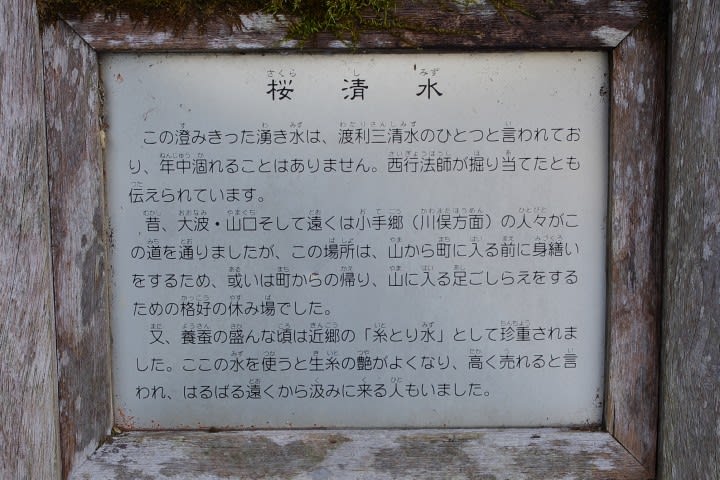 桜清水
この澄みきった湧き水は、渡利三清水のひとつと言われてお
り、年中涸れることはありません。西行法師が掘り当てたとも
伝えられています。
昔、大波・山口そして遠くは小手郷（川俣方面）の人々がこ
の道を通りましたが、この場所は、山から町に入る前に身繕い
をするため、或いは町からの帰り、山に入る足ごしらえをする
ための格好の休み場でした。
又、養蚕の盛んな頃は近郷の「糸とり水」として珍重されま
した。ここの水を使うと生糸の艶がよくなり、高く売れると言
われ、はるばる遠くから汲みに来る人もいました。